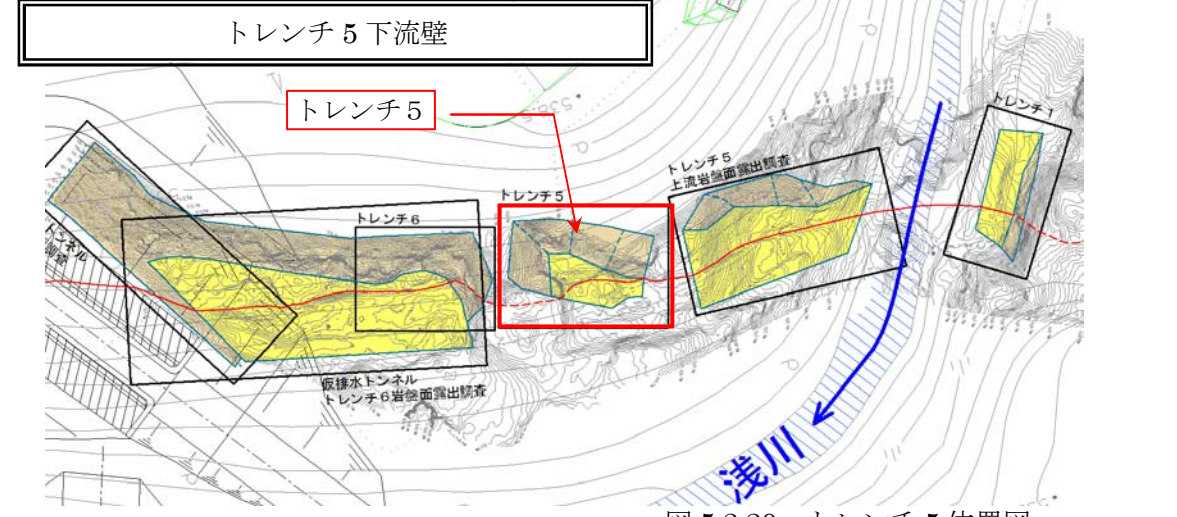 トレンチ 5 下流壁
トレンチ５
トレンチ1
トレンチ5
上流岩盤面露出調査
トレンチ5
トレンチ6
仮排水トンネル
トレンチ6岩盤面露出調査
浅川